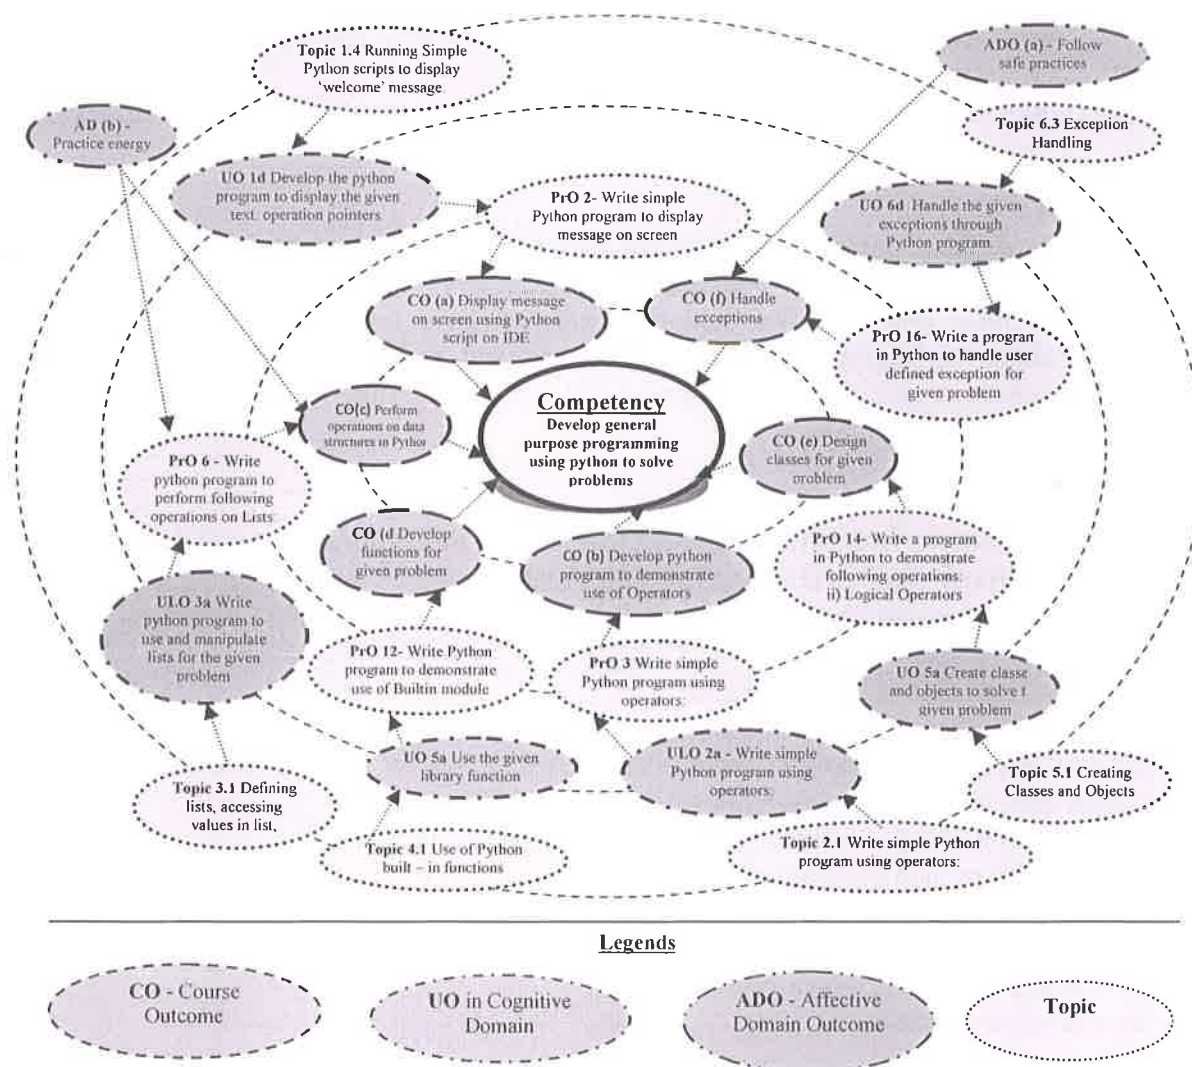 Topic 1.4 Running Simple
Python scripts to display
'welcome' message
ADO (a) - Follow
safe practices
AD (b) -
Practice energy
Topic 6.3 Exception
Handling
UO 1d Develop the python
program to display the given
text. operation pointers
PrO 2- Write simple
Python program to display
message on screen
UO 6d Handle the given
exceptions through
Python program
CO (a) Display message
on screen using Python
script on IDE
CO (f) Handle
exceptions
PrO 16- Write a program
in Python to handle user
defined exception for
given problem
CO(c) Perform
operations on data
structures in Python
Competency
Develop general
purpose programming
using python to solve
problems
CO (e) Design
classes for given
problem
PrO 6 - Write
python program to
perform following
operations on Lists
CO (d Develop
functions for
given problem
CO (b) Develop python
program to demonstrate
use of Operators
PrO 14- Write a program
in Python to demonstrate
following operations:
ii) Logical Operators
ULO 3a Write
python program to
use and manipulate
lists for the given
problem
PrO 12- Write Python
program to demonstrate
use of Builtin module
PrO 3 Write simple
Python program using
operators:
UO 5a Create classe
and objects to solve t
given problem
UO 5a Use the given
library function
ULO 2a - Write simple
Python program using
operators:
Topic 3.1 Defining
lists, accessing
values in list,
Topic 5.1 Creating
Classes and Objects
Topic 4.1 Use of Python
built – in functions
Topic 2.1 Write simple Python
program using operators:
Legends
CO - Course
Outcome
UO in Cognitive
Domain
ADO - Affective
Domain Outcome
Topic